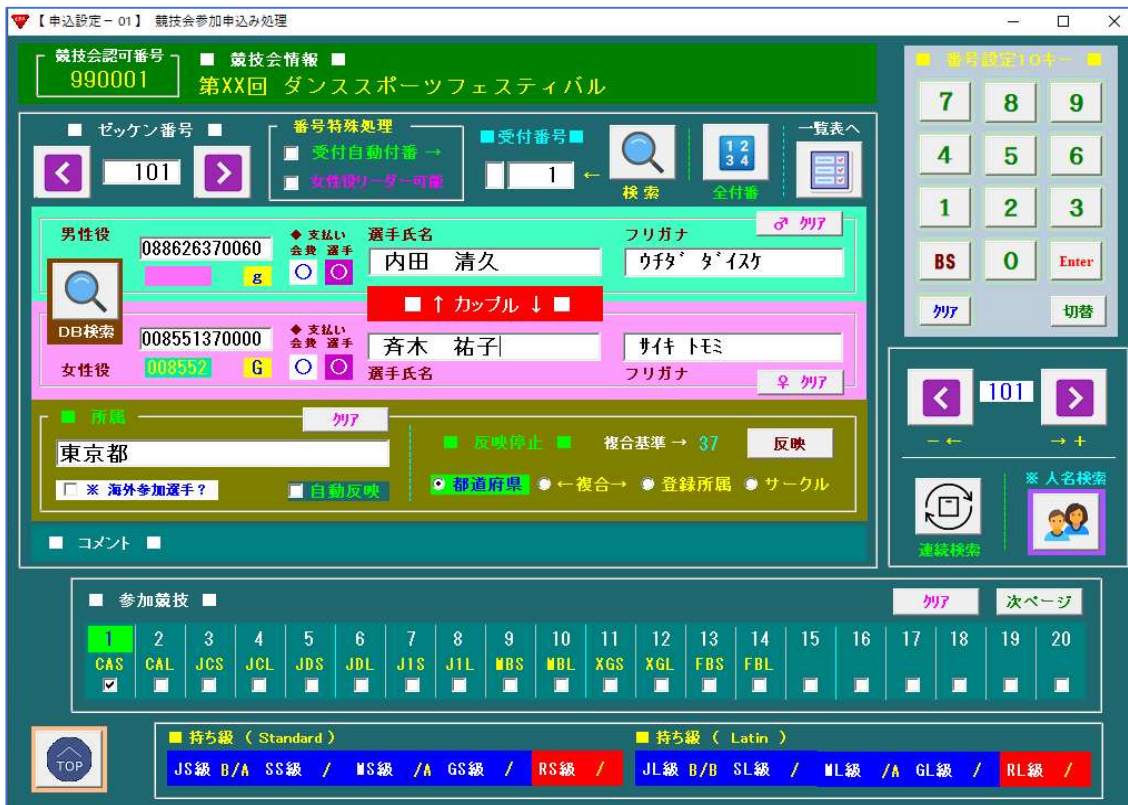 【 申込設定 － 01】 競技会参加申込み処理
競技会認可番号
990001
■ 競技会情報 ■
第XX回 ダンススポーツフェスティバル
■ ゼッケン番号 ■
101
番号特殊処理
受付自動付番 →
女性役リーダー可能
■受付番号■
1 ←
検 索
1 2
3 4
全付番
一覧表へ
男性役
088626370060
g
◆ 支払い
会費 選手
○ ○
選手氏名
内田 清久
フリガナ
ｳﾁﾀﾞ ﾀﾞｲｽｹ
♂ ｸﾘｱ
■ ↑ カップル ↓ ■
DB検索
女性役
008551370000
008552 G
◆ 支払い
会費 選手
○ ○
斉木 祐子
選手氏名
ｻｲｷ ﾄﾓﾐ
フリガナ
♀ ｸﾘｱ
■ 所属
ｸﾘｱ
東京都
※ 海外参加選手？
自動反映
■ 反映停止 ■
複合基準 → 37
反映
都道府県 ←複合→ 登録所属 サークル
■ コメント ■
■ 番号設定10キー ■
7 8 9
4 5 6
1 2 3
BS 0 Enter
ｸﾘｱ 切替
101
－ ← → ＋
連続検索
※ 人名検索
■ 参加競技 ■
ｸﾘｱ 次ページ
1 2 3 4 5 6 7 8 9 10 11 12 13 14 15 16 17 18 19 20
CAS CAL JCS JCL JDS JDL J1S J1L MBS MBL XGS XGL FBS FBL
TOP
■ 持ち級 （ Standard ）
JS級 B/A SS級 / MS級 /A GS級 / RS級 /
■ 持ち級 （ Latin ）
JL級 B/B SL級 / ML級 /A GL級 / RL級 /